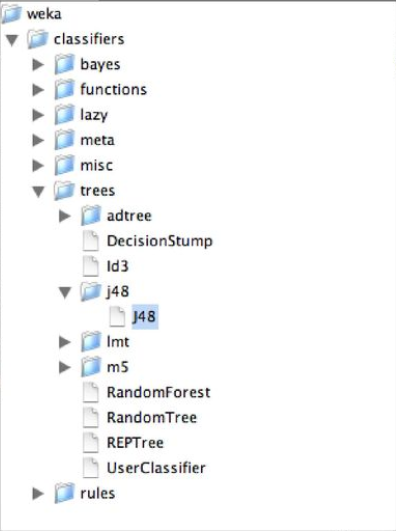 weka
classifiers
bayes
functions
lazy
meta
misc
trees
adtree
DecisionStump
Id3
j48
J48
lmt
m5
RandomForest
RandomTree
REPTree
UserClassifier
rules